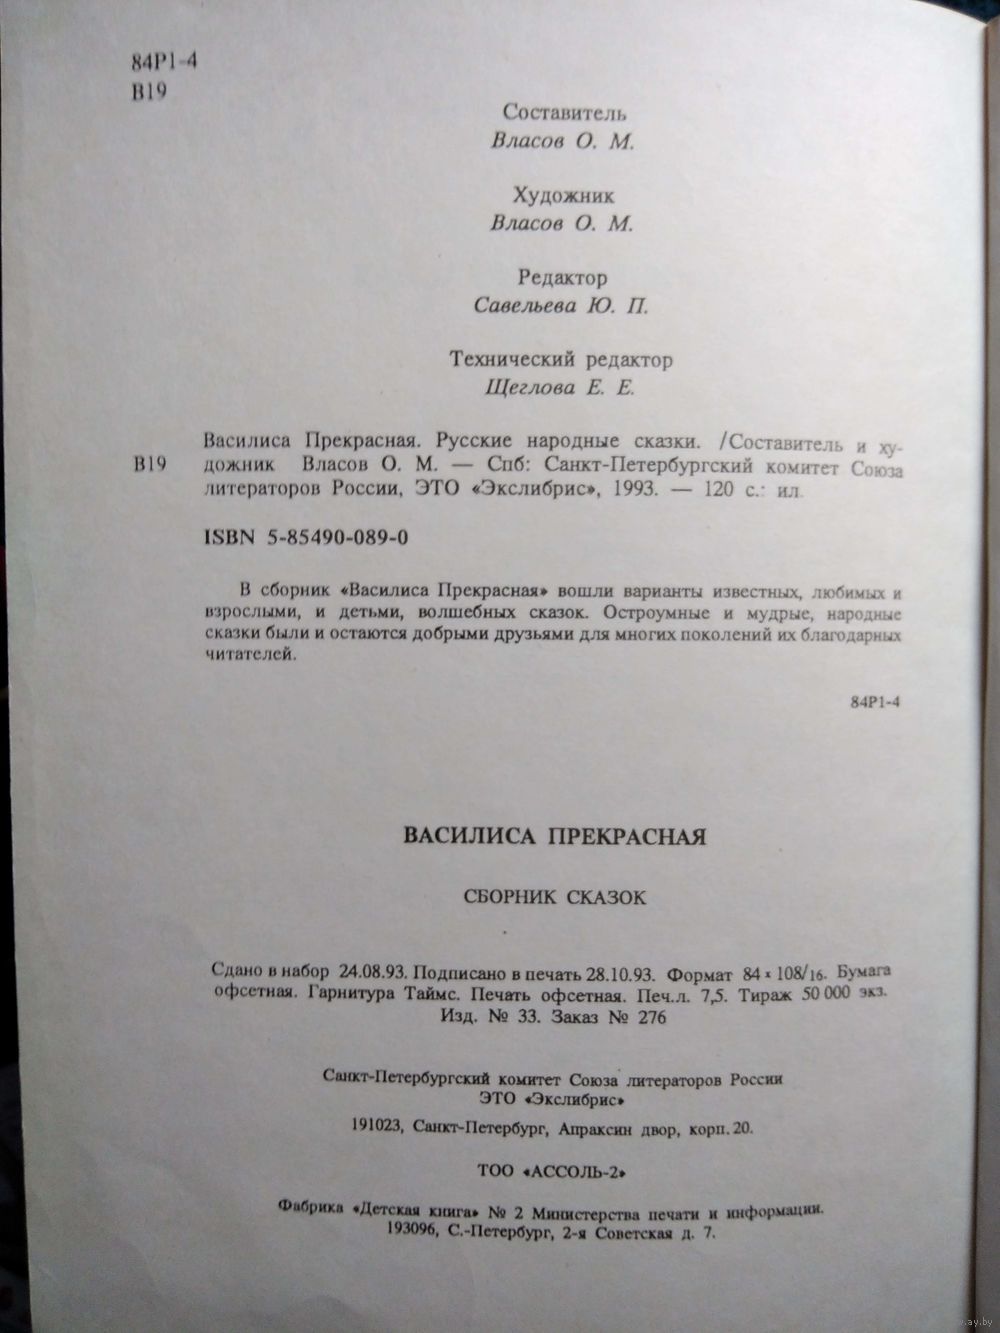 84Р1-4
В19
Составитель
Власов О. М.
Художник
Власов О. М.
Редактор
Савельева Ю. П.
Технический редактор
Щеглова Е. Е.
Василиса Прекрасная. Русские народные сказки. /Составитель и ху-
В19 дожник Власов О. М. — Спб: Санкт-Петербургский комитет Союза
литераторов России, ЭТО «Экслибрис», 1993. — 120 с.: ил.
ISBN 5-85490-089-0
В сборник «Василиса Прекрасная» вошли варианты известных, любимых и
взрослыми, и детьми, волшебных сказок. Остроумные и мудрые, народные
сказки были и остаются добрыми друзьями для многих поколений их благодарных
читателей.
84Р1-4
ВАСИЛИСА ПРЕКРАСНАЯ
СБОРНИК СКАЗОК
Сдано в набор 24.08.93. Подписано в печать 28.10.93. Формат 84 х 108/16. Бумага
офсетная. Гарнитура Таймс. Печать офсетная. Печ.л. 7,5. Тираж 50 000 экз.
Изд. № 33. Заказ № 276
Санкт-Петербургский комитет Союза литераторов России
ЭТО «Экслибрис»
191023, Санкт-Петербург, Апраксин двор, корп. 20.
ТОО «АССОЛЬ-2»
Фабрика «Детская книга» № 2 Министерства печати и информации.
193096, С.-Петербург, 2-я Советская д. 7.
.ay.by